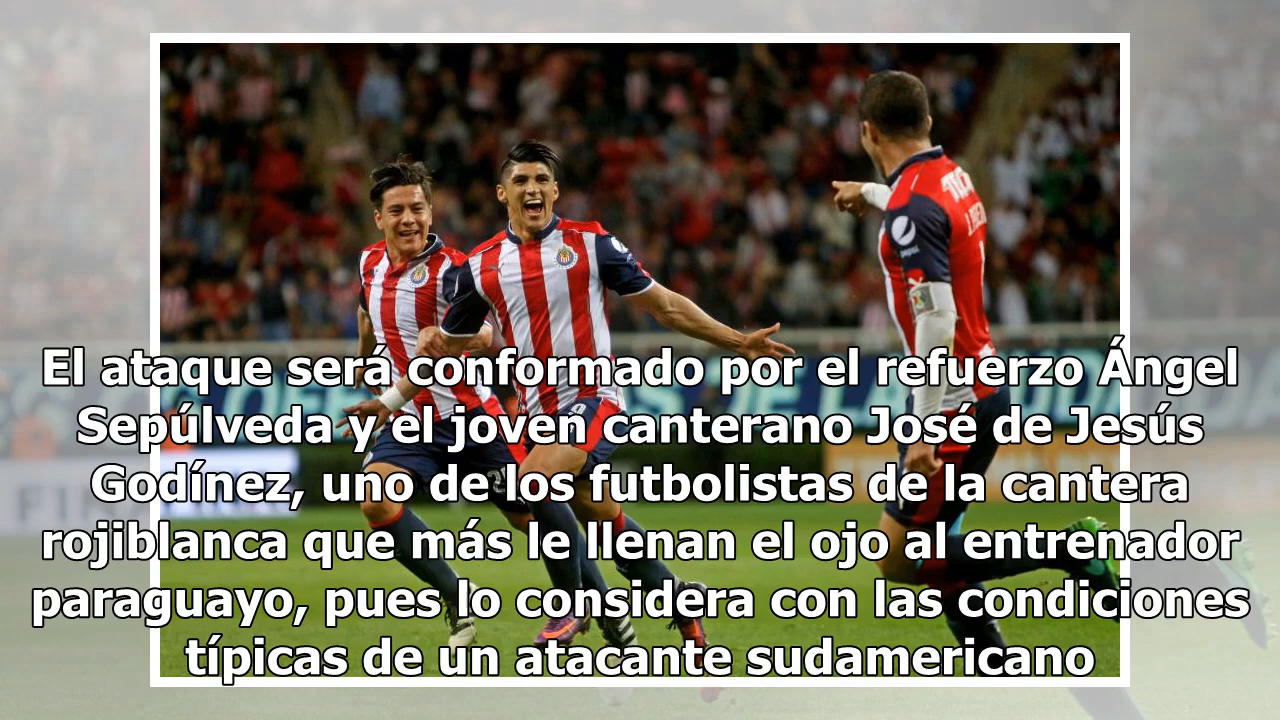 El ataque será conformado por el refuerzo Ángel
Sepúlveda y el joven canterano José de Jesús
Godínez, uno de los futbolistas de la cantera
rojiblanca que más le llenan el ojo al entrenador
paraguayo, pues lo considera con las condiciones
típicas de un atacante sudamericano